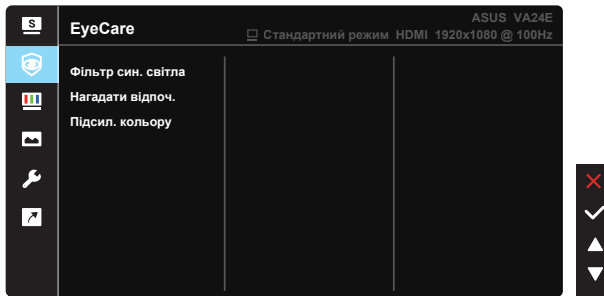 S
EyeCare
ASUS VA24E
Стандартний режим HDMI 1920x1080 @ 100Hz
Фільтр син. світла
Нагадати відпоч.
Підсил. кольору